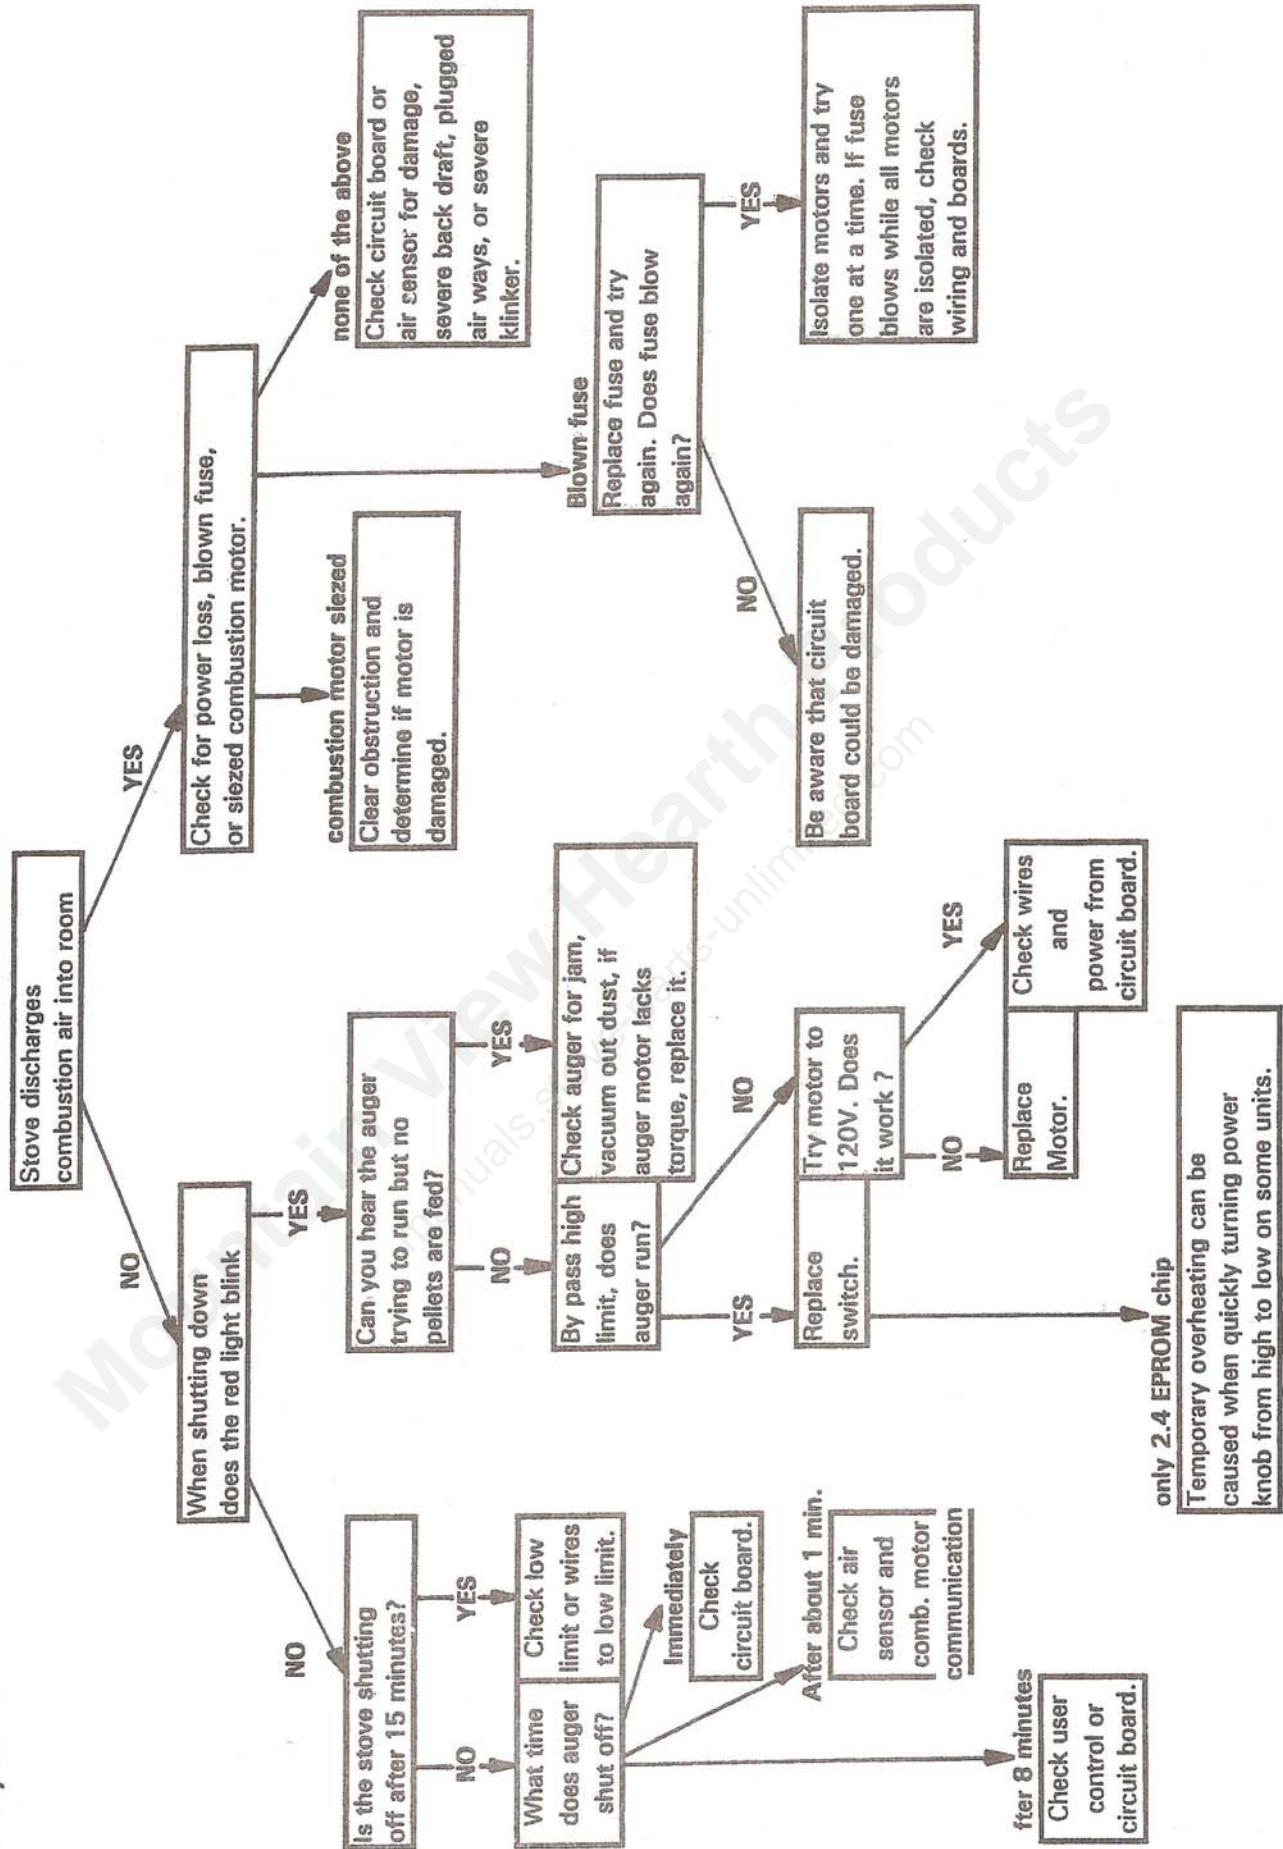 Stove discharges
combustion air into room
NO
YES
When shutting down
does the red light blink
Check for power loss, blown fuse,
or siezed combustion motor.
NO
YES
Is the stove shutting
off after 15 minutes?
NO
YES
What time
does auger
shut off?
Check low
limit or wires
to low limit.
Immediately
Check
circuit board.
After about 1 min.
Check air
sensor and
comb. motor
communication
fter 8 minutes
Check user
control or
circuit board.
Can you hear the auger
trying to run but no
pellets are fed?
NO
YES
By pass high
limit, does
auger run?
Check auger for jam,
vacuum out dust, if
auger motor lacks
torque, replace it.
YES
NO
Replace
switch.
Try motor to
120V. Does
it work ?
NO
YES
Replace
Motor.
Check wires
and
power from
circuit board.
only 2.4 EPROM chip
Temporary overheating can be
caused when quickly turning power
knob from high to low on some units.
combustion motor siezed
Clear obstruction and
determine if motor is
damaged.
Blown fuse
Replace fuse and try
again. Does fuse blow
again?
none of the above
Check circuit board or
air sensor for damage,
severe back draft, plugged
air ways, or severe
klinker.
NO
YES
Be aware that circuit
board could be damaged.
Isolate motors and try
one at a time. If fuse
blows while all motors
are isolated, check
wiring and boards.
Mountain View Hearth Products